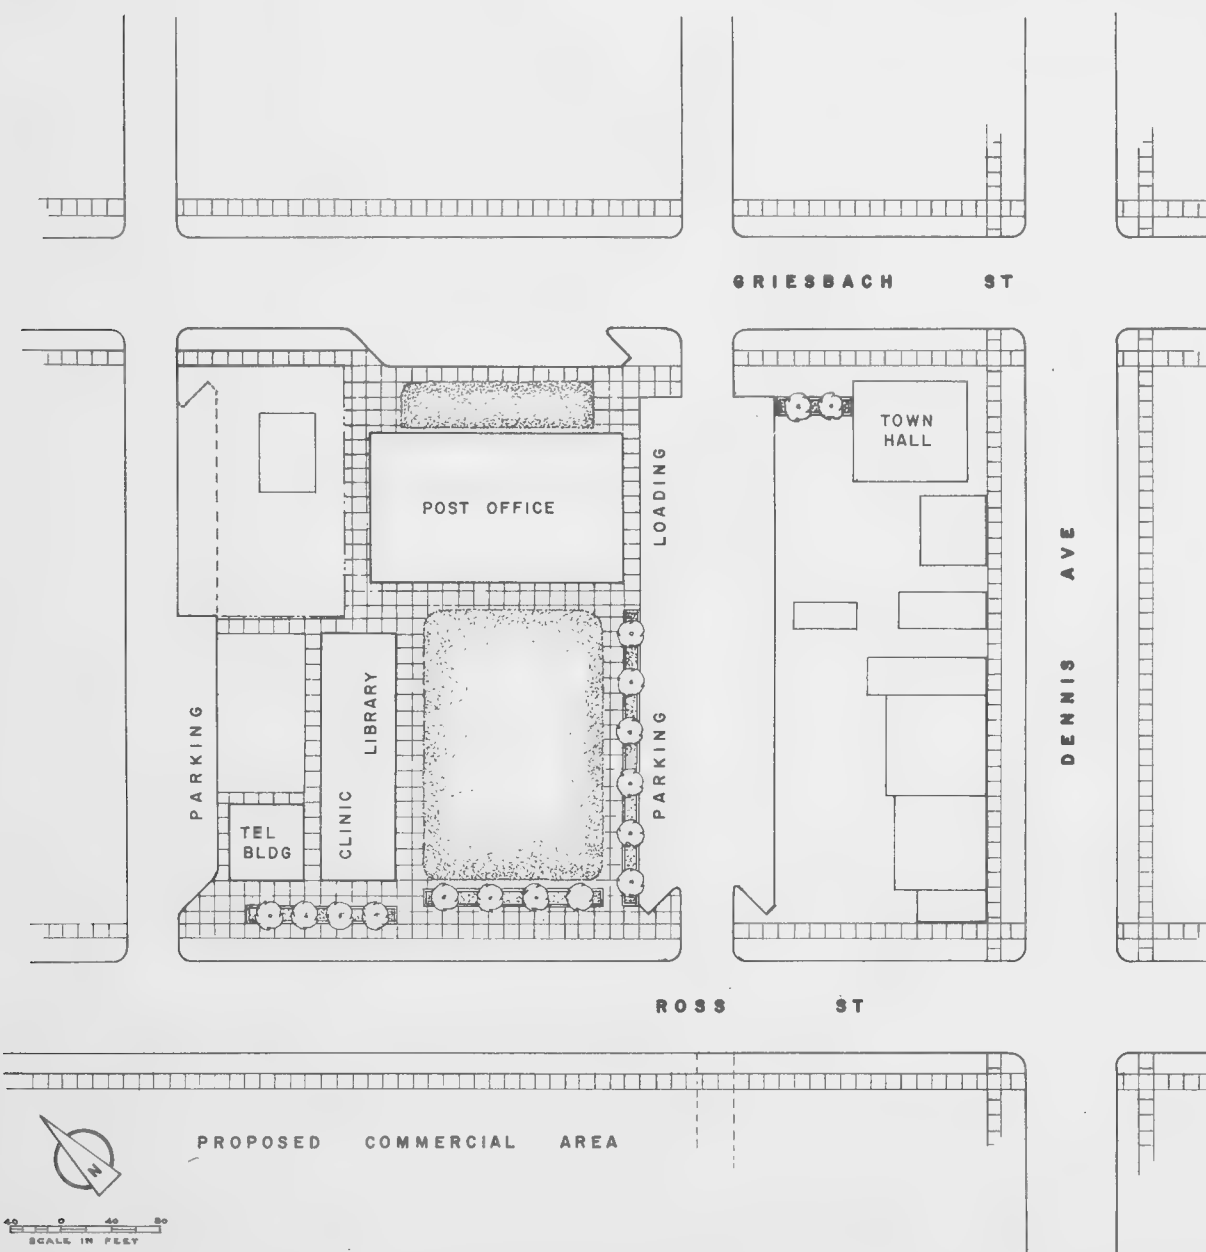 GRIESBACH ST
TOWN
HALL
POST OFFICE
LOADING
DENNIS AVE
LIBRARY
PARKING
PARKING
CLINIC
TEL
BLDG
ROSS ST
PROPOSED COMMERCIAL AREA
N
40 0 40 80
SCALE IN FEET